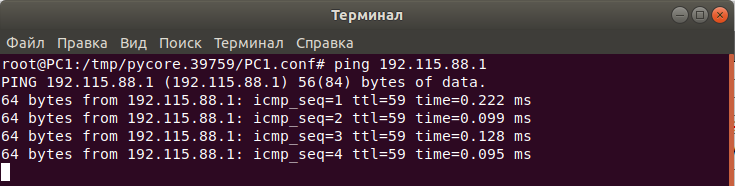 Терминал
Файл Правка Вид Поиск Терминал Справка
root@PC1:/tmp/pycore.39759/PC1.conf# ping 192.115.88.1
PING 192.115.88.1 (192.115.88.1) 56(84) bytes of data.
64 bytes from 192.115.88.1: icmp_seq=1 ttl=59 time=0.222 ms
64 bytes from 192.115.88.1: icmp_seq=2 ttl=59 time=0.099 ms
64 bytes from 192.115.88.1: icmp_seq=3 ttl=59 time=0.128 ms
64 bytes from 192.115.88.1: icmp_seq=4 ttl=59 time=0.095 ms